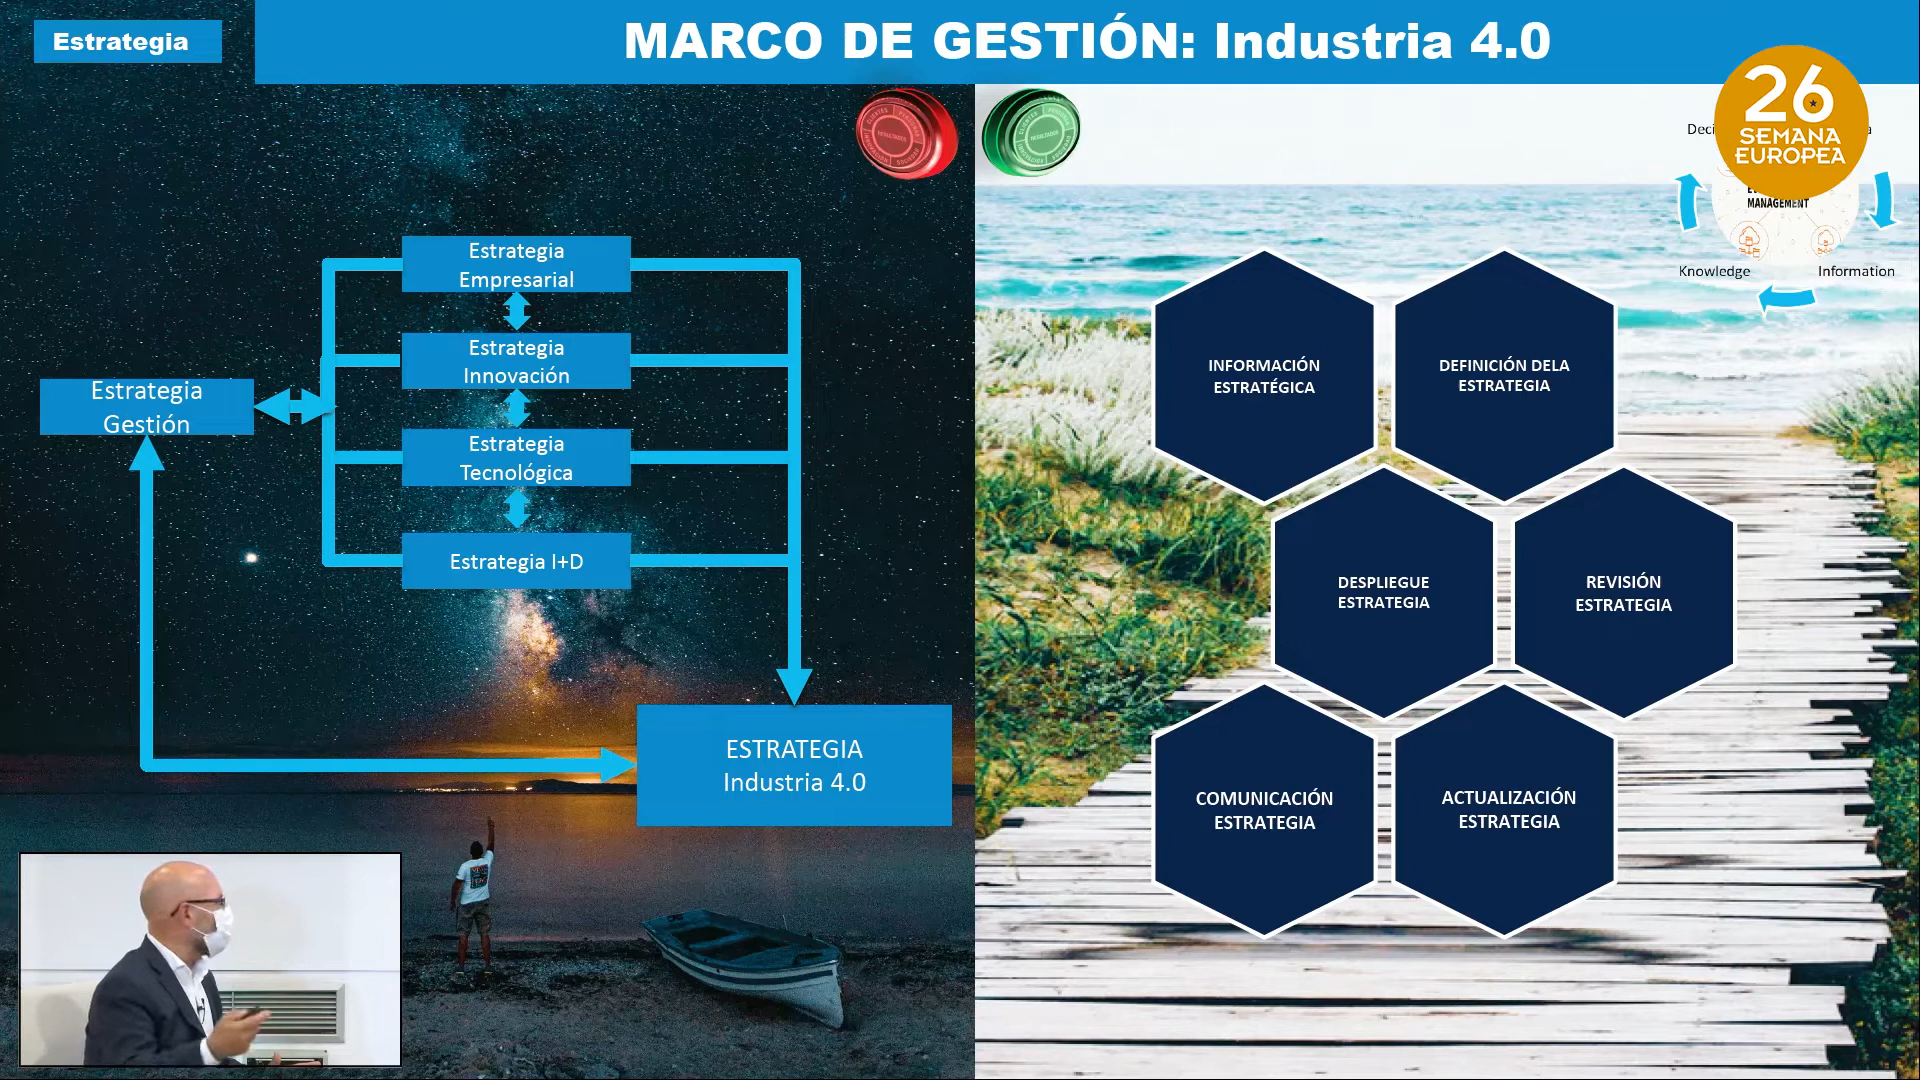 Estrategia
MARCO DE GESTIÓN: Industria 4.0
26
SEMANA
EUROPEA
MANAGEMENT
Knowledge
Information
RESULTADOS
RESULTADOS
Estrategia
Empresarial
Estrategia
Innovación
Estrategia
Tecnológica
Estrategia I+D
Estrategia
Gestión
ESTRATEGIA
Industria 4.0
INFORMACIÓN
ESTRATÉGICA
DEFINICIÓN DELA
ESTRATEGIA
DESPLIEGUE
ESTRATEGIA
REVISIÓN
ESTRATEGIA
COMUNICACIÓN
ESTRATEGIA
ACTUALIZACIÓN
ESTRATEGIA